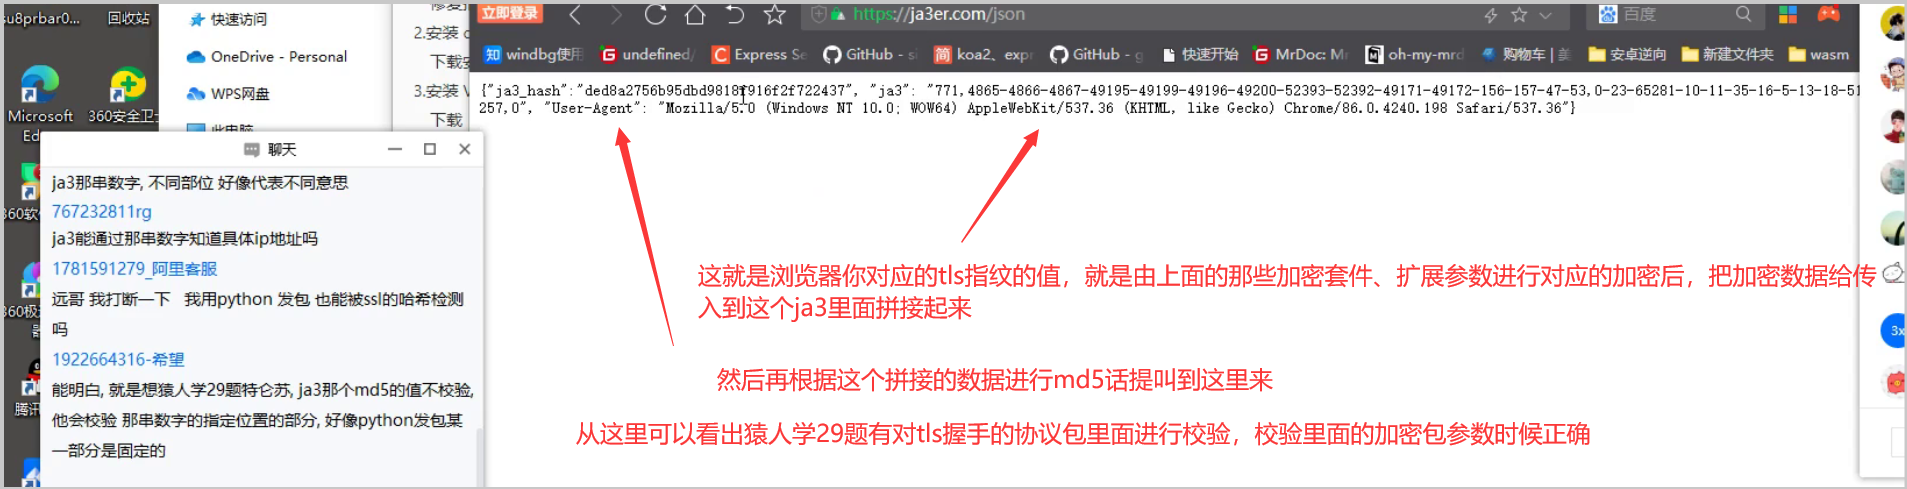 su8prbar0...
回收站
快速访问
OneDrive - Personal
WPS网盘
此电脑
Microsoft
360安全卫士
2.安装
下载
3.安装
下载
立即登录
https://ja3er.com/json
百度
windbg使用
undefined/
Express Se
GitHub - si
koa2、exp
GitHub - g
快速开始
MrDoc: Mr
oh-my-mrd
购物车 | 美
安卓逆向
新建文件夹
wasm
{"ja3_hash":"ded8a2756b95dbd9818f916f2f722437", "ja3": "771,4865-4866-4867-49195-49199-49196-49200-52393-52392-49171-49172-156-157-47-53,0-23-65281-10-11-35-16-5-13-18-51
257,0", "User-Agent": "Mozilla/5.0 (Windows NT 10.0; WOW64) AppleWebKit/537.36 (KHTML, like Gecko) Chrome/86.0.4240.198 Safari/537.36"}
聊天
ja3那串数字, 不同部位 好像代表不同意思
767232811rg
ja3能通过那串数字知道具体ip地址吗
1781591279_阿里客服
远哥 我打断一下 我用python 发包 也能被ssl的哈希检测
吗
1922664316-希望
能明白, 就是想猿人学29题特仑苏, ja3那个md5的值不校验,
他会校验 那串数字的指定位置的部分, 好像python发包某
一部分是固定的
这就是浏览器你对应的tls指纹的值，就是由上面的那些加密套件、扩展参数进行对应的加密后，把加密数据给传
入到这个ja3里面拼接起来
然后再根据这个拼接的数据进行md5话提叫到这里来
从这里可以看出猿人学29题有对tls握手的协议包里面进行校验，校验里面的加密包参数时候正确
3x